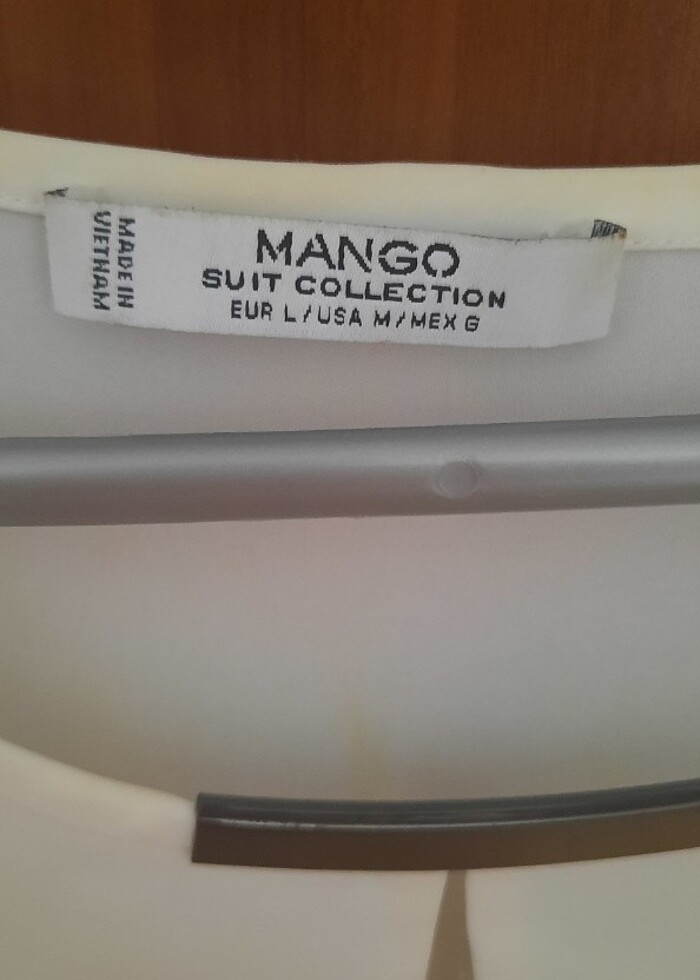 MANGO
SUIT COLLECTION
EUR L/USA M/MEX G
MADE IN
VIETNAM